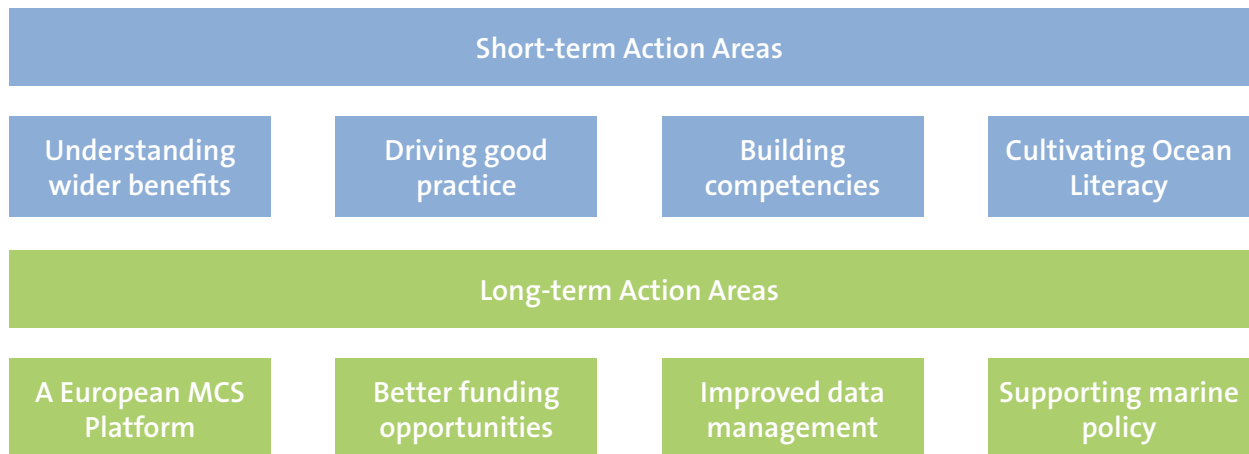 Short-term Action Areas
Understanding
wider benefits
Driving good
practice
Building
competencies
Cultivating Ocean
Literacy
Long-term Action Areas
A European MCS
Platform
Better funding
opportunities
Improved data
management
Supporting marine
policy